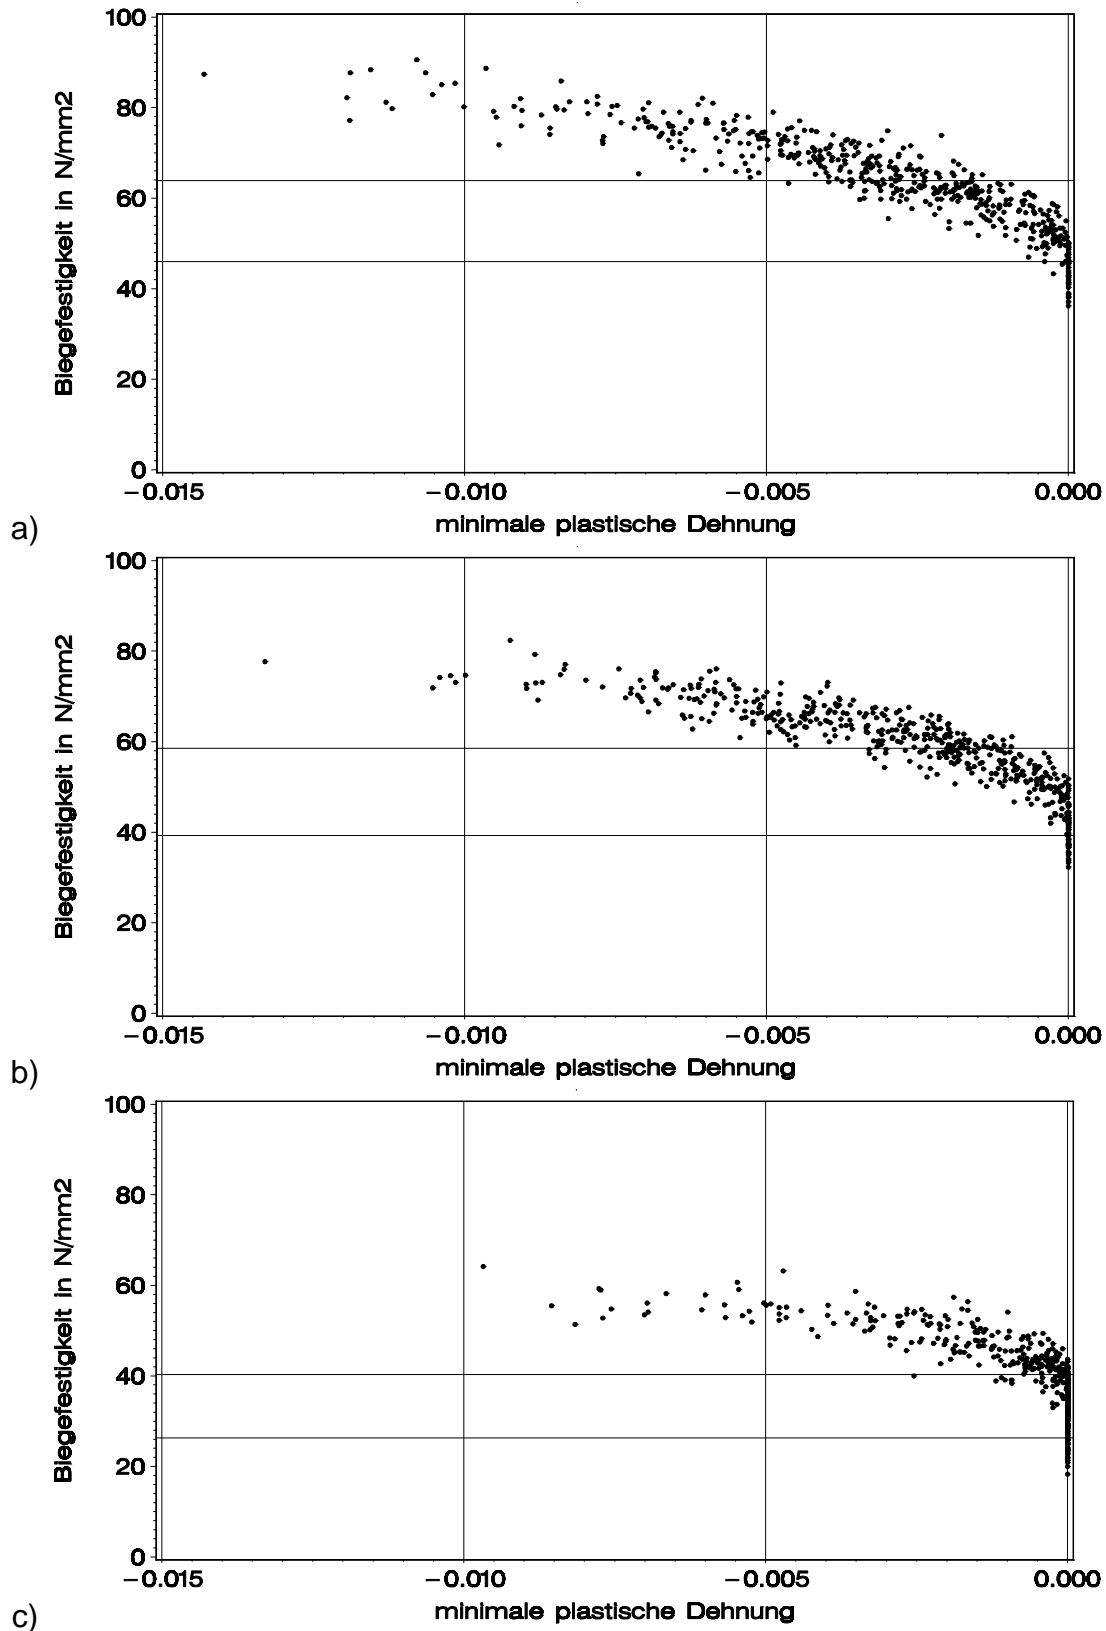 100
80
60
40
20
0
Biegefestigkeit in N/mm2
−0.015 −0.010 −0.005 0.000
minimale plastische Dehnung
a)
100
80
60
40
20
0
Biegefestigkeit in N/mm2
−0.015 −0.010 −0.005 0.000
minimale plastische Dehnung
b)
100
80
60
40
20
0
Biegefestigkeit in N/mm2
−0.015 −0.010 −0.005 0.000
minimale plastische Dehnung
c)